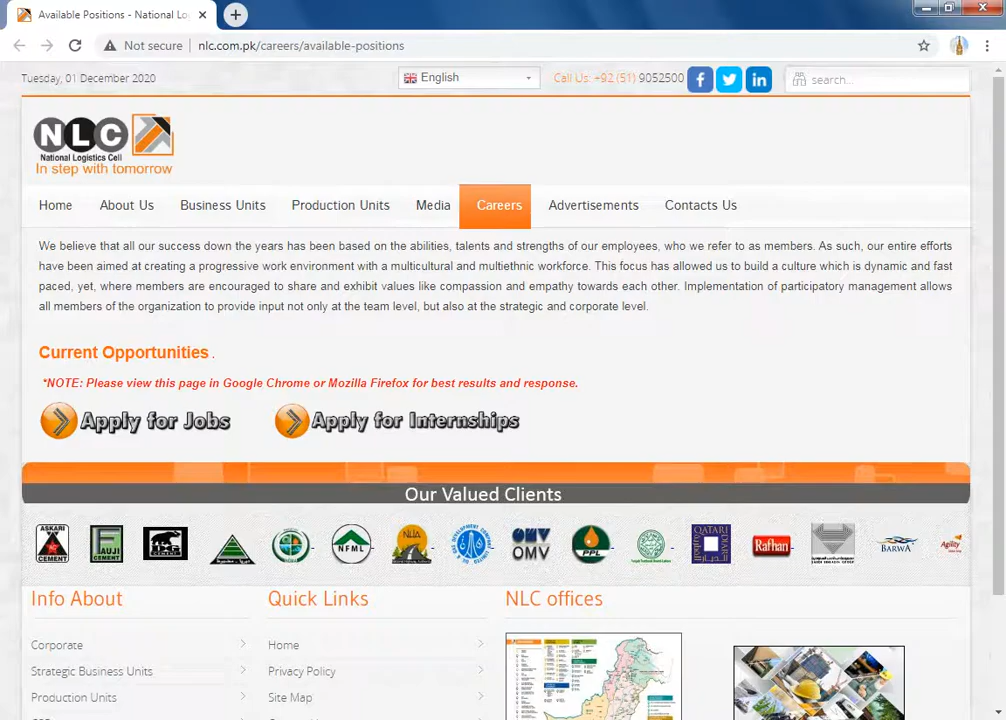 Available Positions - National Lo
Not secure nlc.com.pk/careers/available-positions
Tuesday, 01 December 2020
English
Call Us: +92 (51) 9052500
search...
NLC
National Logistics Cell
In step with tomorrow
Home About Us Business Units Production Units Media Careers Advertisements Contacts Us
We believe that all our success down the years has been based on the abilities, talents and strengths of our employees, who we refer to as members. As such, our entire efforts
have been aimed at creating a progressive work environment with a multicultural and multiethnic workforce. This focus has allowed us to build a culture which is dynamic and fast
paced, yet, where members are encouraged to share and exhibit values like compassion and empathy towards each other. Implementation of participatory management allows
all members of the organization to provide input not only at the team level, but also at the strategic and corporate level.
Current Opportunities .
*NOTE: Please view this page in Google Chrome or Mozilla Firefox for best results and response.
Apply for Jobs Apply for Internships
Our Valued Clients
ASKARI
CEMENT
FAUJI
CEMENT
DG
CEMENT
NFML
NHA
OMV
OMV
PPL
QATARI
Rafhan
BARWA
Agility
Info About Quick Links NLC offices
Corporate Home
Strategic Business Units Privacy Policy
Production Units Site Map